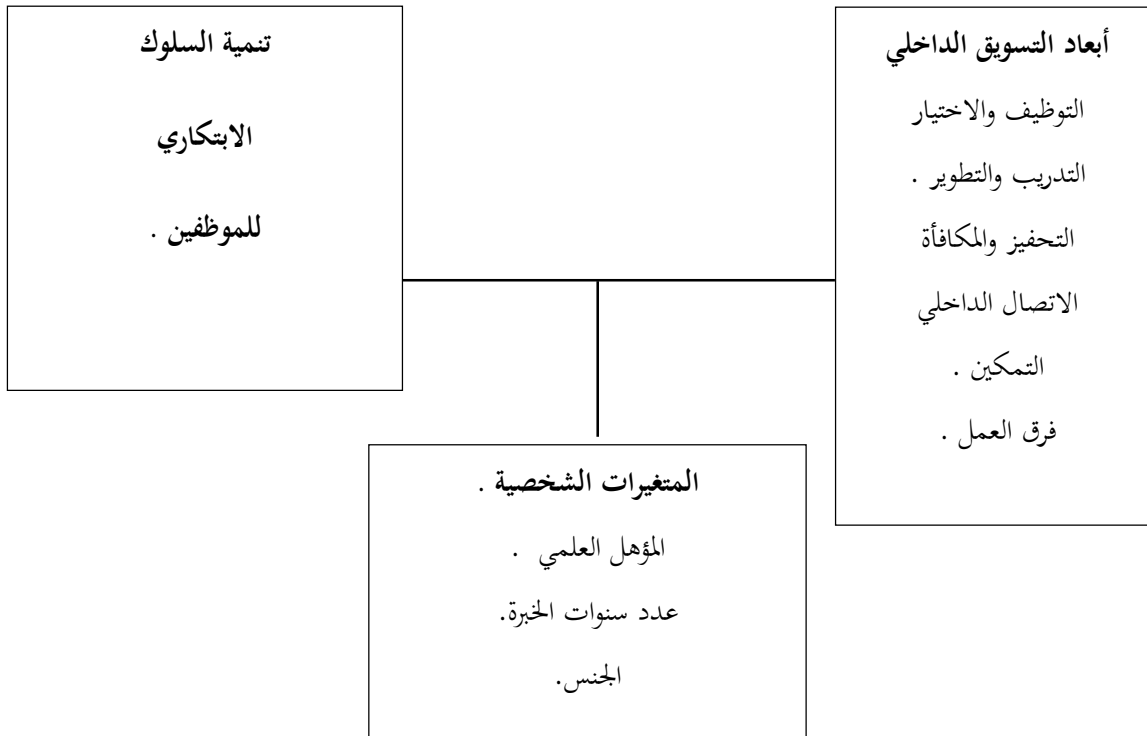 أبعاد التسويق الداخلي
التوظيف والاختيار
التدريب والتطوير .
التحفيز والمكافأة
الاتصال الداخلي
التمكين .
فرق العمل .
تنمية السلوك
الابتكاري
للموظفين .
المتغيرات الشخصية .
المؤهل العلمي .
عدد سنوات الخبرة.
الجنس.